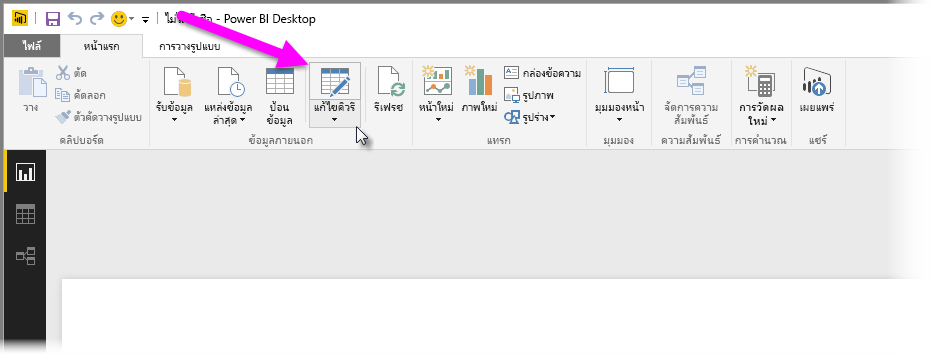 - Power BI Desktop
ไฟล์ หน้าแรก การวางรูปแบบ
วาง
ตัด
คัดลอก
ตัวคัดวางรูปแบบ
คลิปบอร์ด
รับข้อมูล
แหล่งข้อมูล
ล่าสุด
ป้อน
ข้อมูล
แก้ไขคิวรี
รีเฟรช
ข้อมูลภายนอก
หน้าใหม่
ภาพใหม่
กล่องข้อความ
รูปภาพ
รูปร่าง
แทรก
มุมมองหน้า
มุมมอง
จัดการความ
สัมพันธ์
ความสัมพันธ์
การวัดผล
ใหม่
การคำนวณ
เผยแพร่
แชร์